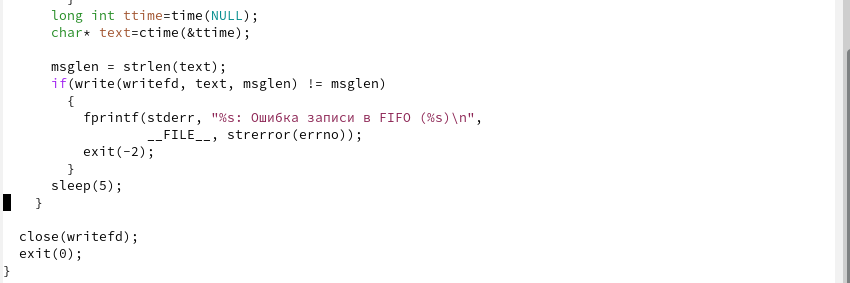 }
long int ttime=time(NULL);
char* text=ctime(&ttime);
msglen = strlen(text);
if(write(writefd, text, msglen) != msglen)
{
fprintf(stderr, "%s: Ошибка записи в FIFO (%s)\n",
__FILE__, strerror(errno));
exit(-2);
}
sleep(5);
}
close(writefd);
exit(0);
}